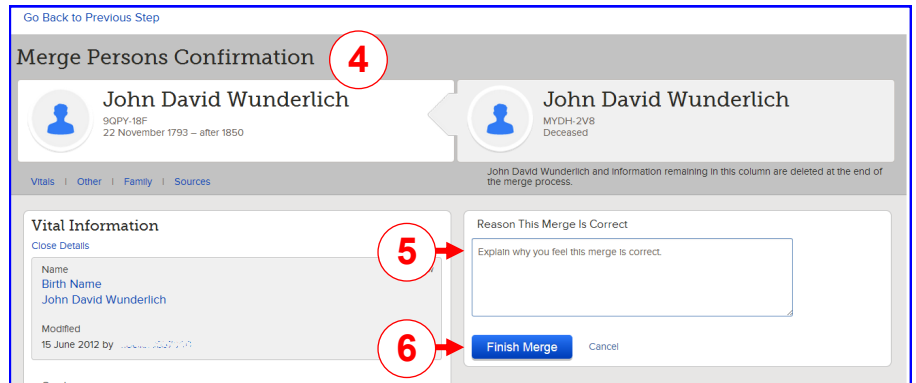 Go Back to Previous Step
Merge Persons Confirmation
4
John David Wunderlich
9QPY-18F
22 November 1793 – after 1850
John David Wunderlich
MYDH-2V8
Deceased
Vitals | Other | Family | Sources
John David Wunderlich and information remaining in this column are deleted at the end of
the merge process.
Vital Information
Close Details
Name
Birth Name
John David Wunderlich
Modified
15 June 2012 by
Reason This Merge Is Correct
5
Explain why you feel this merge is correct.
6
Finish Merge
Cancel